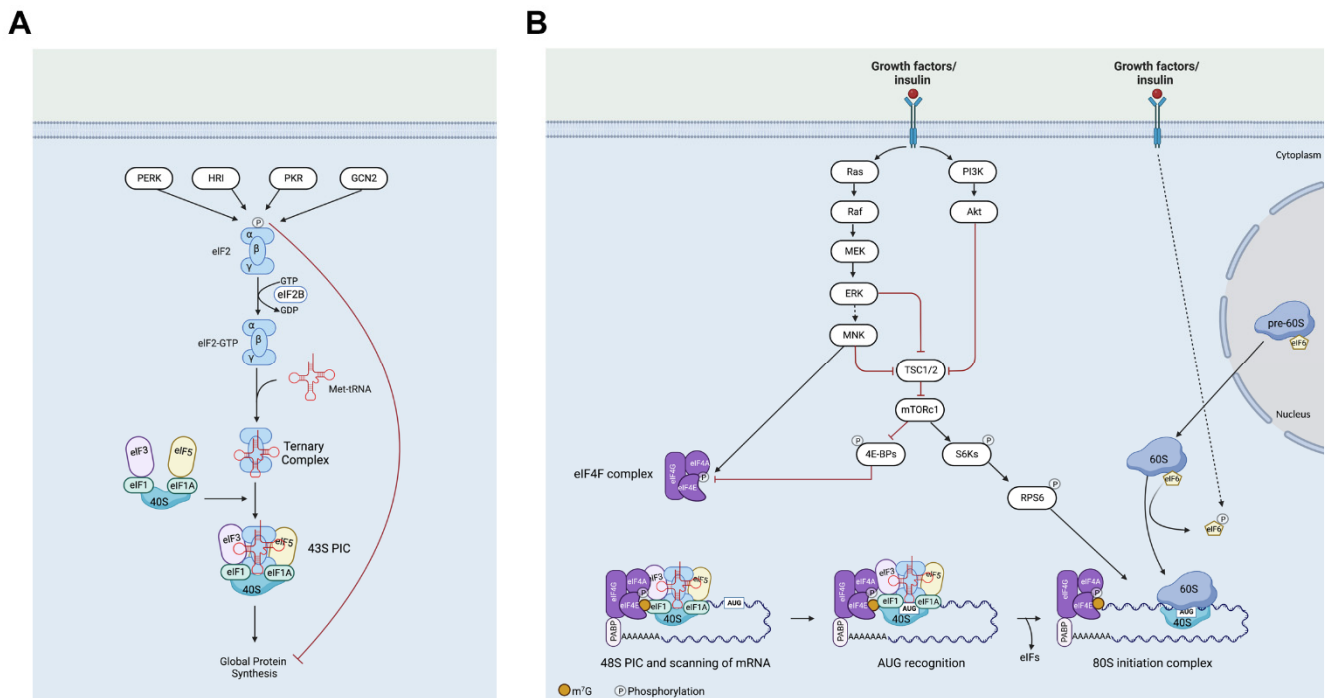 A
PERK
HRI
PKR
GCN2
P
α
eIF2
β
γ
GTP
eIF2B
GDP
α
eIF2-GTP
β
γ
Met-tRNA
eIF3
eIF5
Ternary
Complex
eIF1
eIF1A
40S
eIF3
eIF5
43S PIC
eIF1
eIF1A
40S
Global Protein
Synthesis
B
Growth factors/
insulin
Growth factors/
insulin
Cytoplasm
Ras
PI3K
Raf
Akt
MEK
ERK
MNK
pre-60S
eIF6
TSC1/2
mTORc1
Nucleus
P
4E-BPs
P
S6Ks
eIF4F complex
eIF4G
eIF4A
P
eIF4E
60S
eIF6
P
RPS6
P
eIF6
eIF4G
eIF4A
eIF3
eIF5
P
eIF4E
eIF1
eIF1A
40S
AUG
PABP
AAAAAAA
48S PIC and scanning of mRNA
eIF4G
eIF4A
eIF3
eIF5
P
eIF4E
eIF1
AUG
eIF1A
40S
PABP
AAAAAAA
AUG recognition
eIFs
eIF4G
eIF4A
P
eIF4E
60S
AUG
40S
PABP
AAAAAAA
80S initiation complex
m⁷G
P Phosphorylation